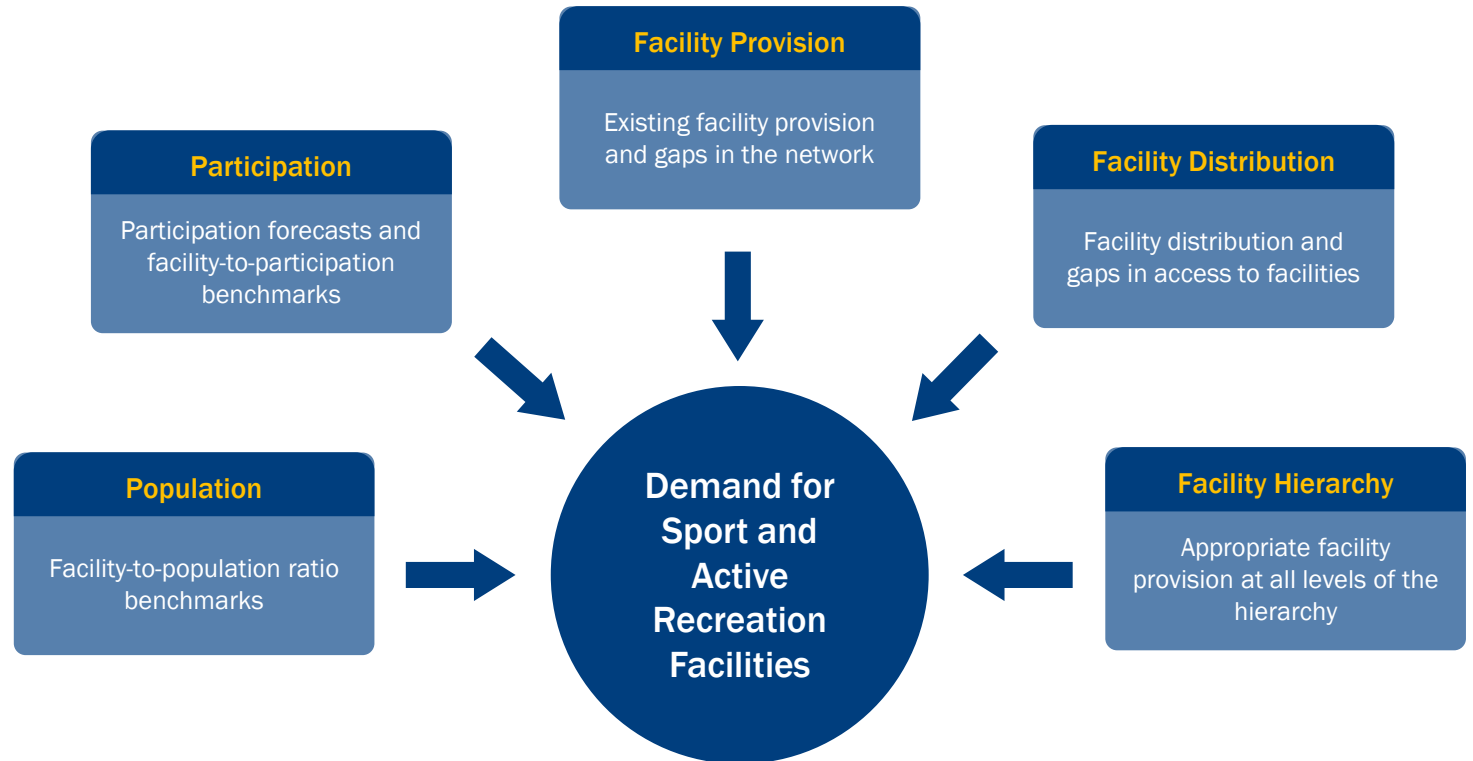 Facility Provision
Existing facility provision
and gaps in the network
Participation
Participation forecasts and
facility-to-participation
benchmarks
Facility Distribution
Facility distribution and
gaps in access to facilities
Population
Facility-to-population ratio
benchmarks
Demand for
Sport and
Active
Recreation
Facilities
Facility Hierarchy
Appropriate facility
provision at all levels of the
hierarchy